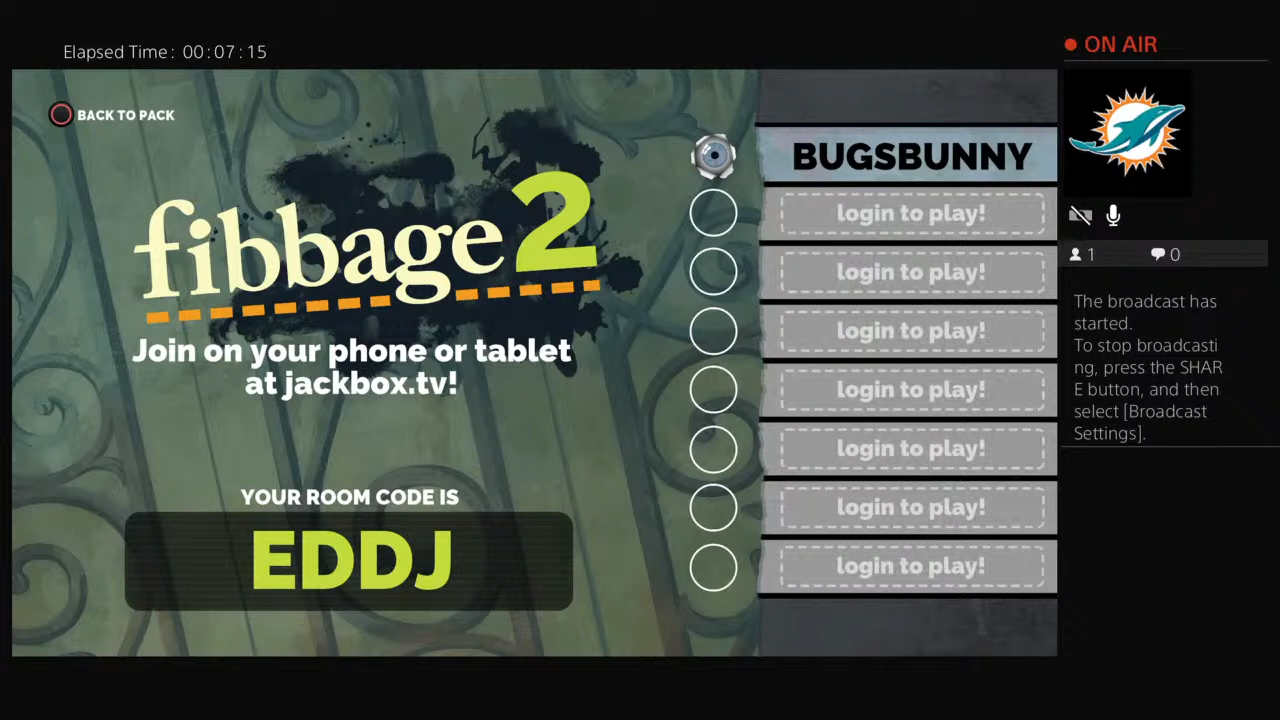 Elapsed Time: 00:07:15
ON AIR
BACK TO PACK
fibbage 2
Join on your phone or tablet
at jackbox.tv!
YOUR ROOM CODE IS
EDDJ
BUGSBUNNY
login to play!
login to play!
login to play!
login to play!
login to play!
login to play!
login to play!
1 0
The broadcast has
started.
To stop broadcasti
ng, press the SHAR
E button, and then
select [Broadcast
Settings].